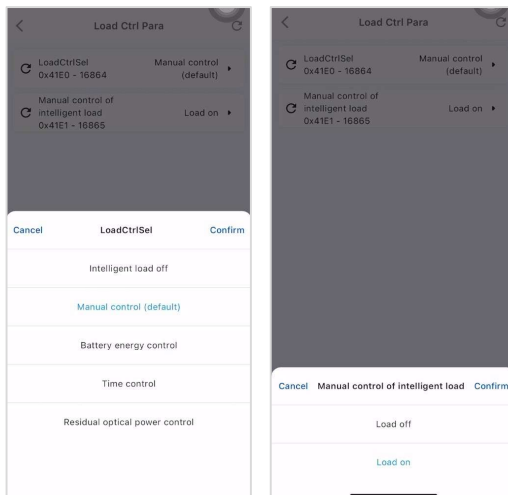 Load Ctrl Para
LoadCtrlSel
0x41E0 - 16864
Manual control
(default)
Manual control of
intelligent load
0x41E1 - 16865
Load on
Cancel
LoadCtrlSel
Confirm
Intelligent load off
Manual control (default)
Battery energy control
Time control
Residual optical power control
Load Ctrl Para
LoadCtrlSel
0x41E0 - 16864
Manual control
(default)
Manual control of
intelligent load
0x41E1 - 16865
Load on
Cancel
Manual control of intelligent load
Confirm
Load off
Load on